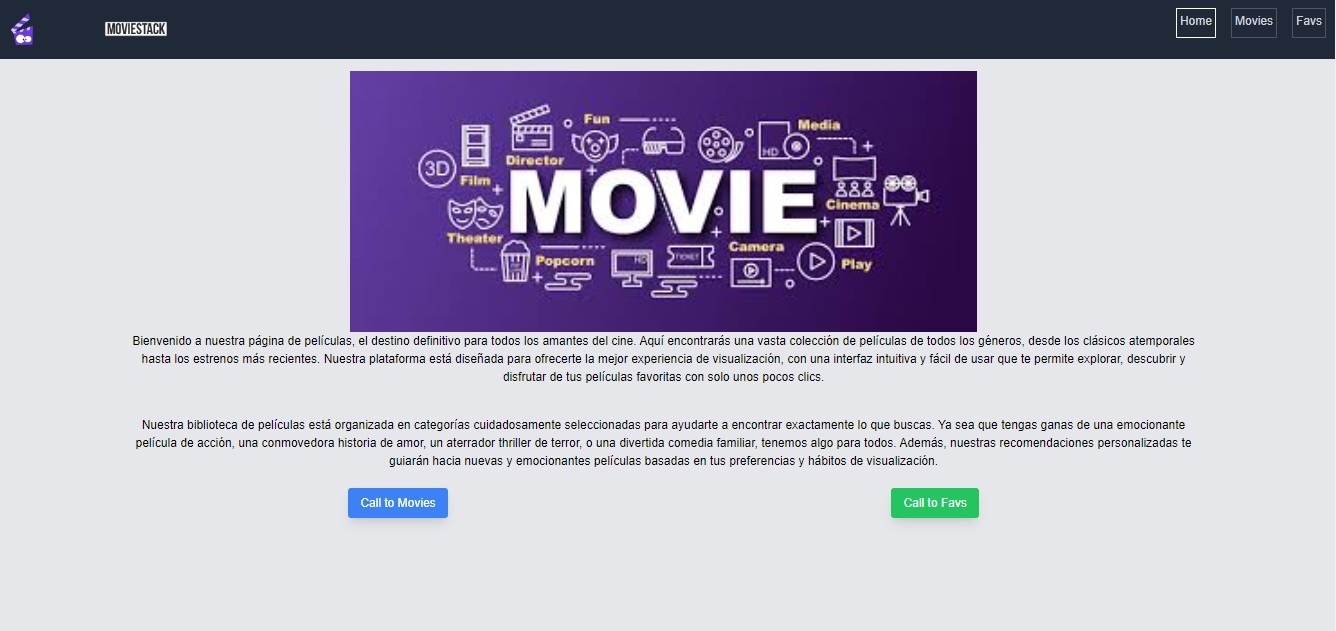 MOVIESTACK
Home
Movies
Favs
Fun
Media
Director
HD
3D
Film
MOVIE
Cinema
Theater
Camera
Popcorn
HD
TICKET
Play
Bienvenido a nuestra página de películas, el destino definitivo para todos los amantes del cine. Aquí encontrarás una vasta colección de películas de todos los géneros, desde los clásicos atemporales
hasta los estrenos más recientes. Nuestra plataforma está diseñada para ofrecerte la mejor experiencia de visualización, con una interfaz intuitiva y fácil de usar que te permite explorar, descubrir y
disfrutar de tus películas favoritas con solo unos pocos clics.
Nuestra biblioteca de películas está organizada en categorías cuidadosamente seleccionadas para ayudarte a encontrar exactamente lo que buscas. Ya sea que tengas ganas de una emocionante
película de acción, una conmovedora historia de amor, un aterrador thriller de terror, o una divertida comedia familiar, tenemos algo para todos. Además, nuestras recomendaciones personalizadas te
guiarán hacia nuevas y emocionantes películas basadas en tus preferencias y hábitos de visualización.
Call to Movies
Call to Favs